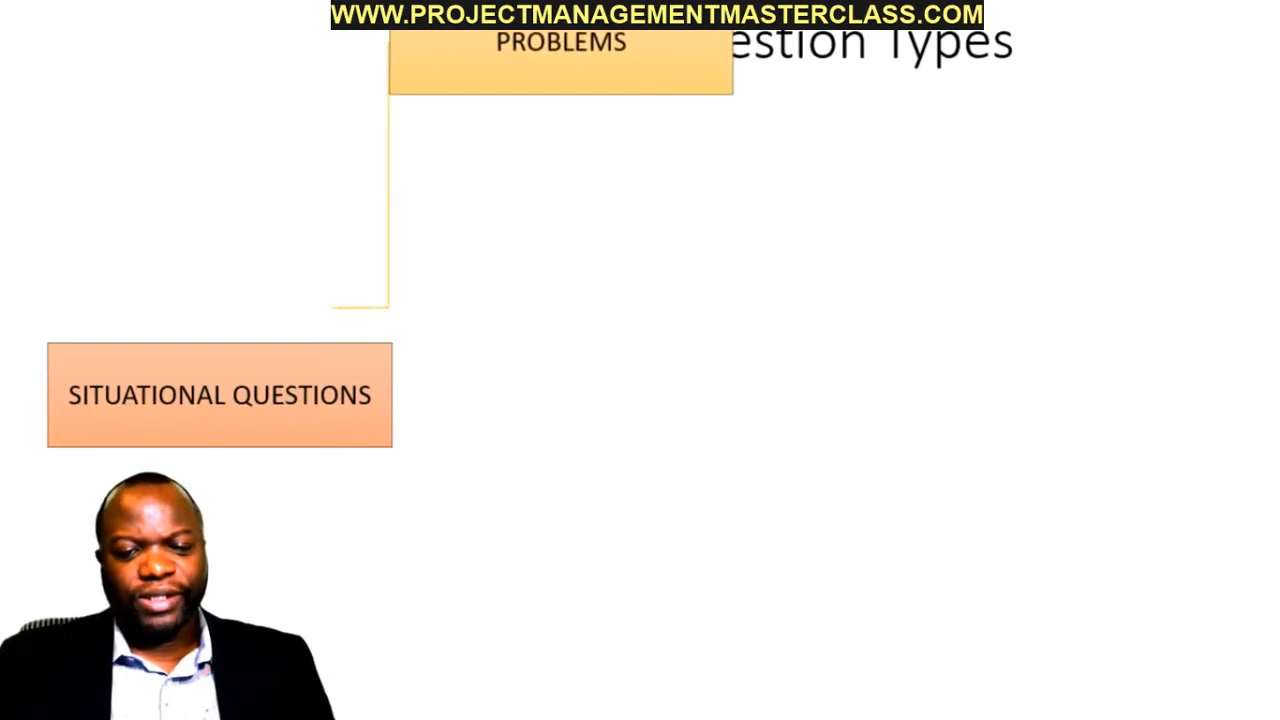 WWW.PROJECTMANAGEMENTMASTERCLASS.COM
PROBLEMS
estion Types
SITUATIONAL QUESTIONS